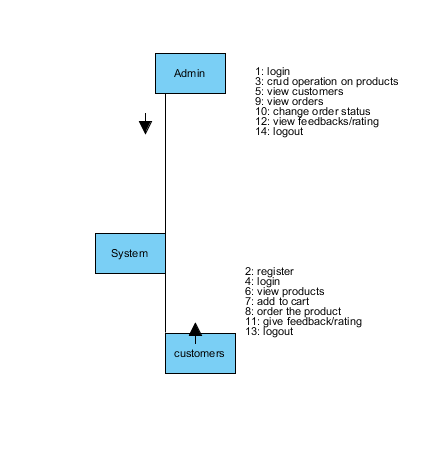 Admin
1: login
3: crud operation on products
5: view customers
9: view orders
10: change order status
12: view feedbacks/rating
14: logout
System
2: register
4: login
6: view products
7: add to cart
8: order the product
11: give feedback/rating
13: logout
customers